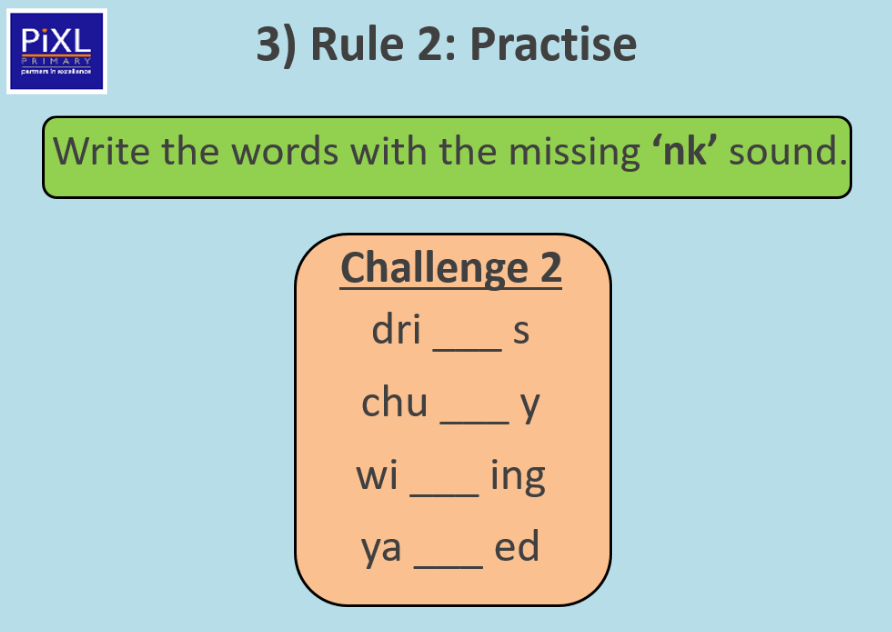 PiXL
PRIMARY
partners in excellence
3) Rule 2: Practise
Write the words with the missing ‘nk’ sound.
Challenge 2
dri ___ s
chu ___ y
wi ___ ing
ya ___ ed